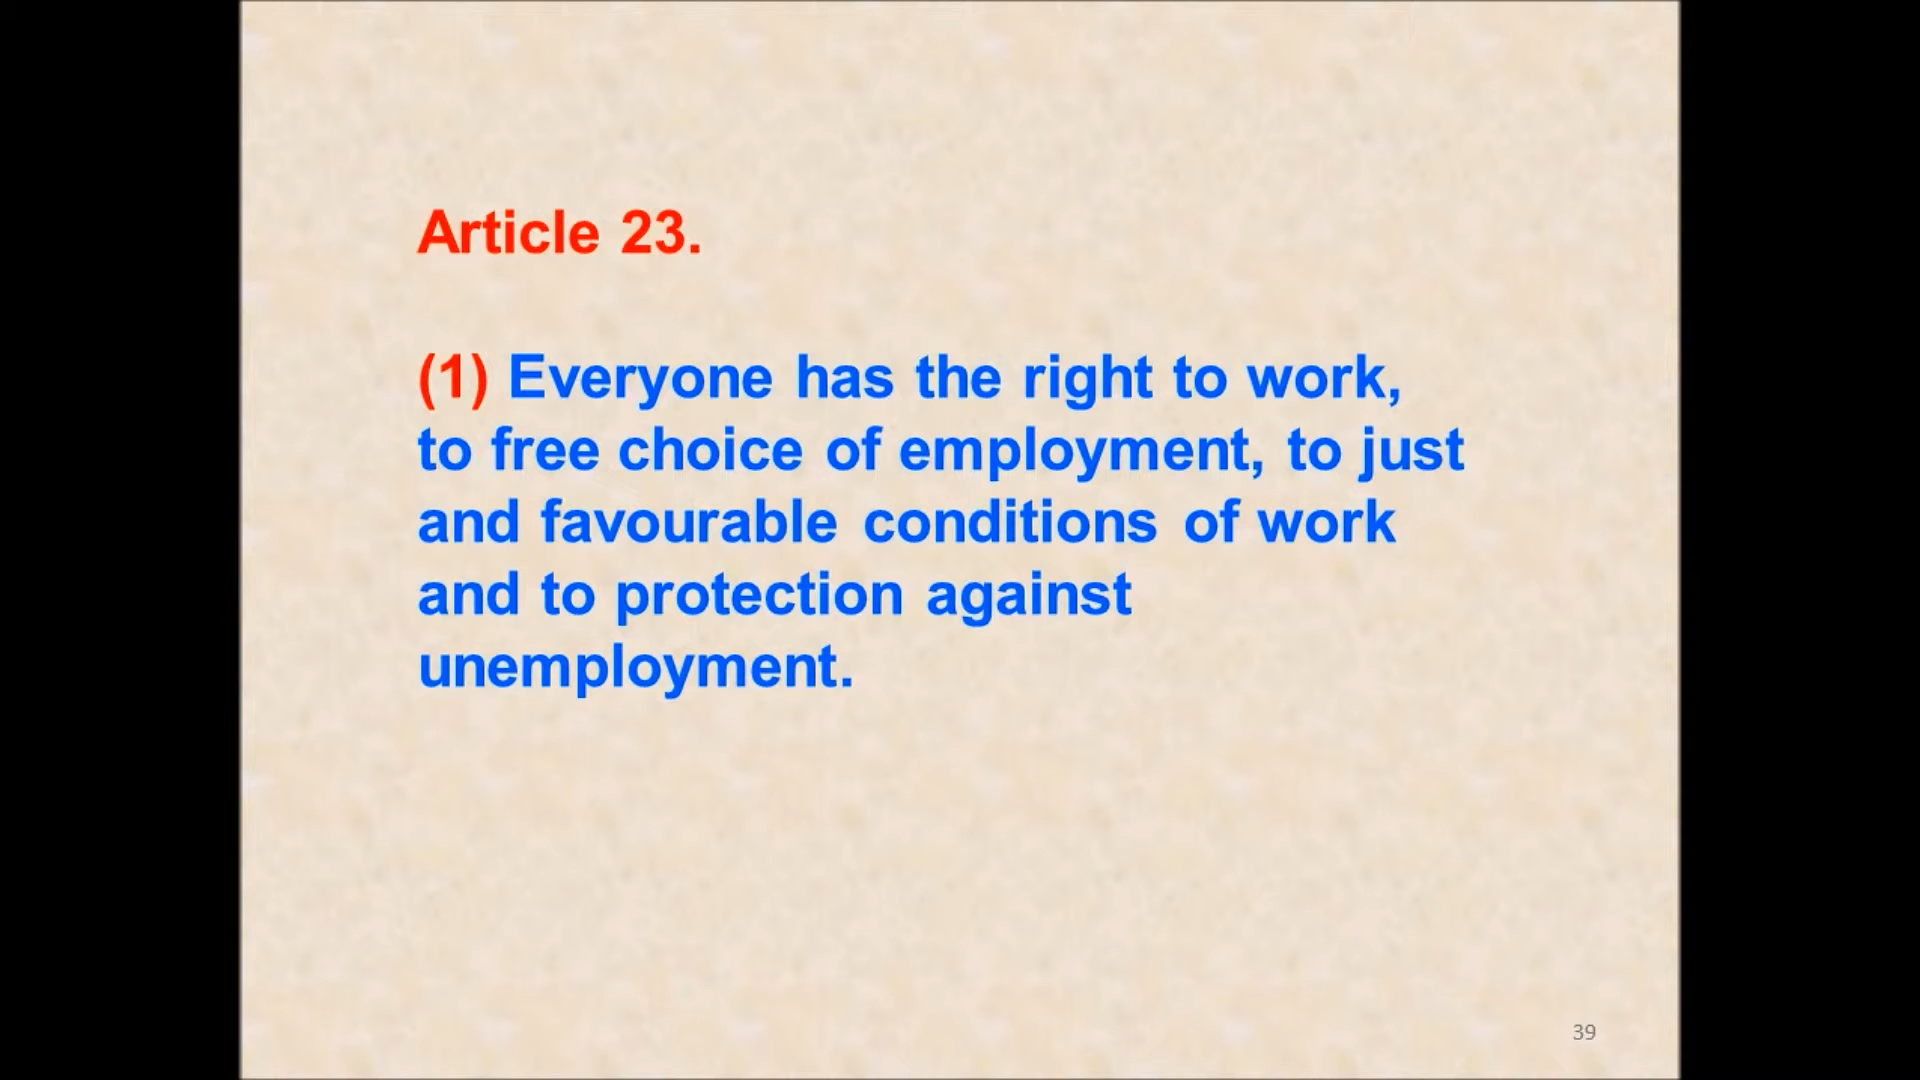 Article 23.
(1) Everyone has the right to work,
to free choice of employment, to just
and favourable conditions of work
and to protection against
unemployment.
39